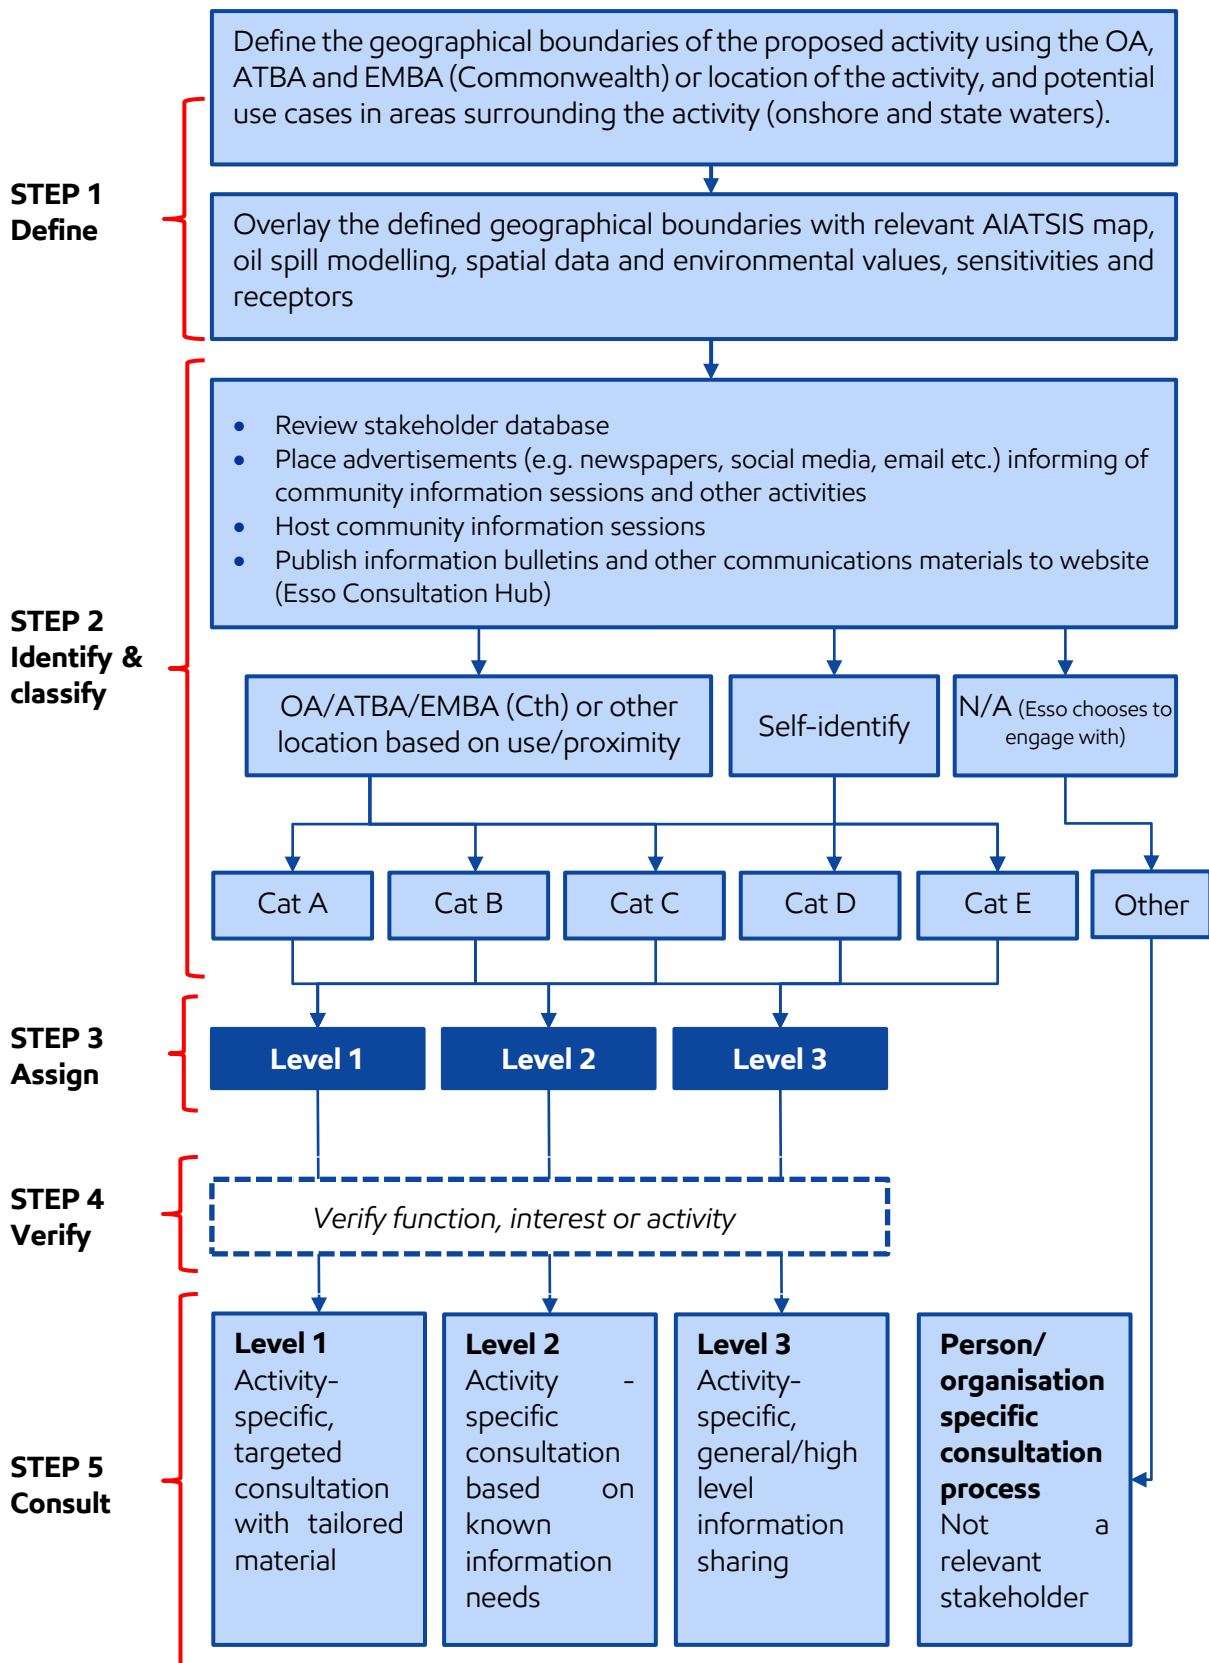 Define the geographical boundaries of the proposed activity using the OA,
ATBA and EMBA (Commonwealth) or location of the activity, and potential
use cases in areas surrounding the activity (onshore and state waters).
STEP 1
Define
Overlay the defined geographical boundaries with relevant AIATSIS map,
oil spill modelling, spatial data and environmental values, sensitivities and
receptors
• Review stakeholder database
• Place advertisements (e.g. newspapers, social media, email etc.) informing of
community information sessions and other activities
• Host community information sessions
• Publish information bulletins and other communications materials to website
(Esso Consultation Hub)
STEP 2
Identify &
classify
OA/ATBA/EMBA (Cth) or other
location based on use/proximity
Self-identify
N/A (Esso chooses to
engage with)
Cat A
Cat B
Cat C
Cat D
Cat E
Other
STEP 3
Assign
Level 1
Level 2
Level 3
STEP 4
Verify
Verify function, interest or activity
STEP 5
Consult
Level 1
Activity-
specific,
targeted
consultation
with tailored
material
Level 2
Activity -
specific
consultation
based on
known
information
needs
Level 3
Activity-
specific,
general/high
level
information
sharing
Person/
organisation
specific
consultation
process
Not a
relevant
stakeholder